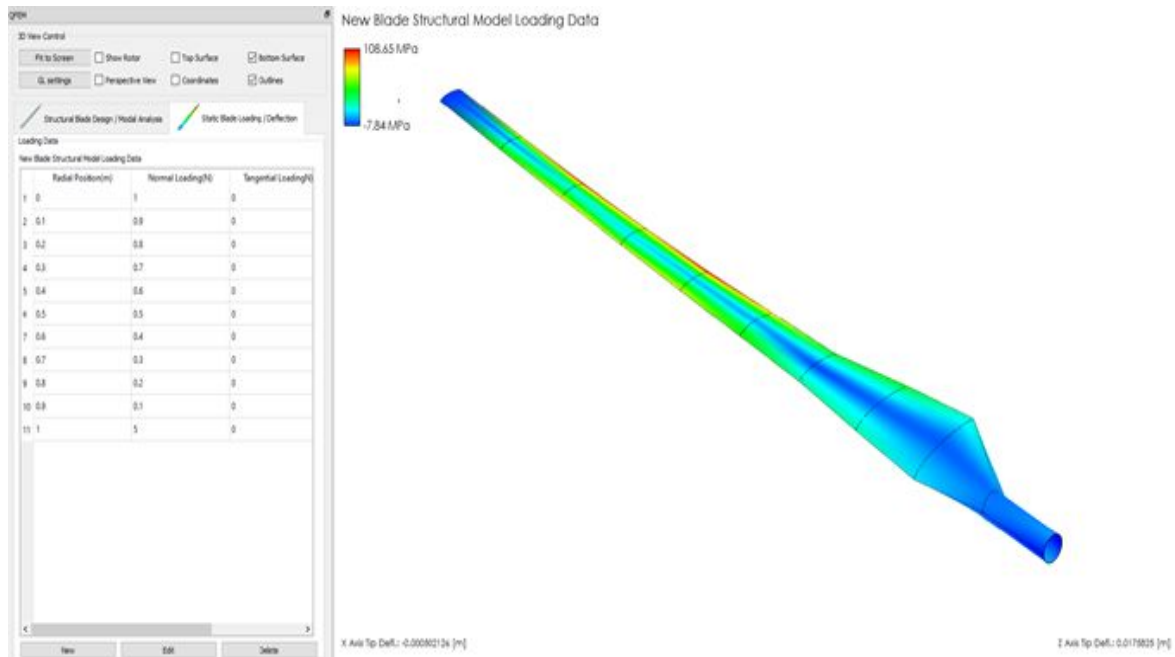 QFEM
New Blade Structural Model Loading Data
3D View Control
108.65 MPa
-7.84 MPa
Fit to Screen Show Rotor Top Surface Bottom Surface
GL settings Perspective View Coordinates Outlines
Structural Blade Design / Modal Analysis Static Blade Loading / Deflection
Loading Data
New Blade Structural Model Loading Data
Radial Position(m) Normal Loading(N) Tangential Loading(N)
1 0 1 0
2 0.1 0.9 0
3 0.2 0.8 0
4 0.3 0.7 0
5 0.4 0.6 0
6 0.5 0.5 0
7 0.6 0.4 0
8 0.7 0.3 0
9 0.8 0.2 0
10 0.9 0.1 0
11 1 5 0
New Edit Delete
X Axis Tip Defl.: -0.000502126 [m]
Z Axis Tip Defl.: 0.0175825 [m]